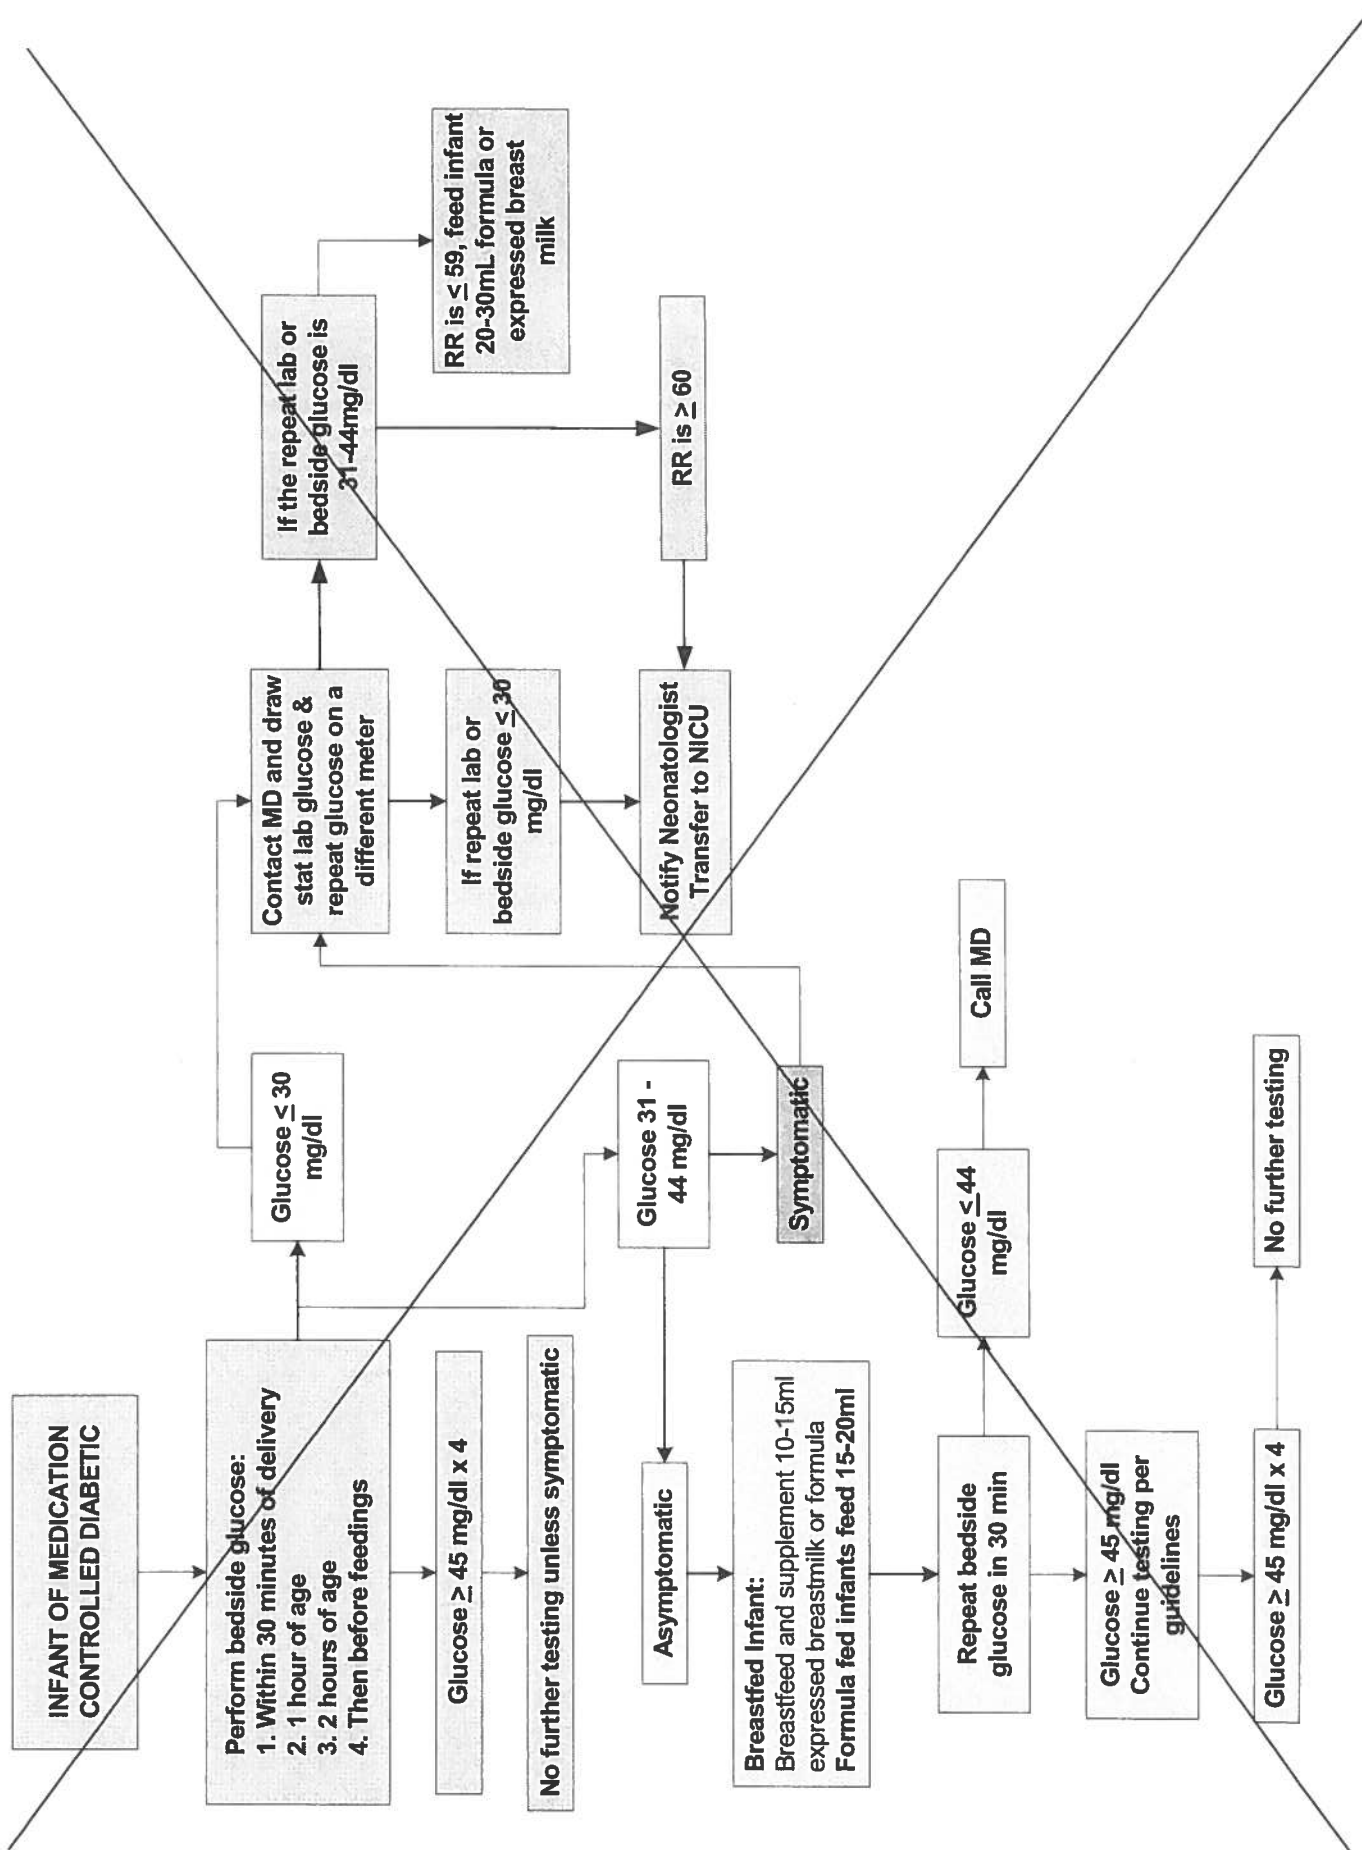 INFANT OF MEDICATION
CONTROLLED DIABETIC
Perform bedside glucose:
1. Within 30 minutes of delivery
2. 1 hour of age
3. 2 hours of age
4. Then before feedings
Glucose ≥ 45 mg/dl x 4
No further testing unless symptomatic
Glucose ≤ 30
mg/dl
Contact MD and draw
stat lab glucose &
repeat glucose on a
different meter
If the repeat lab or
bedside glucose is
31-44mg/dl
RR is ≤ 59, feed infant
20-30mL formula or
expressed breast
milk
If repeat lab or
bedside glucose ≤ 30
mg/dl
RR is ≥ 60
Notify Neonatologist
Transfer to NICU
Glucose 31 -
44 mg/dl
Symptomatic
Asymptomatic
Breastfed Infant:
Breastfeed and supplement 10-15ml
expressed breastmilk or formula
Formula fed infants feed 15-20ml
Repeat bedside
glucose in 30 min
Glucose ≤ 44
mg/dl
Call MD
Glucose ≥ 45 mg/dl
Continue testing per
guidelines
Glucose ≥ 45 mg/dl x 4
No further testing